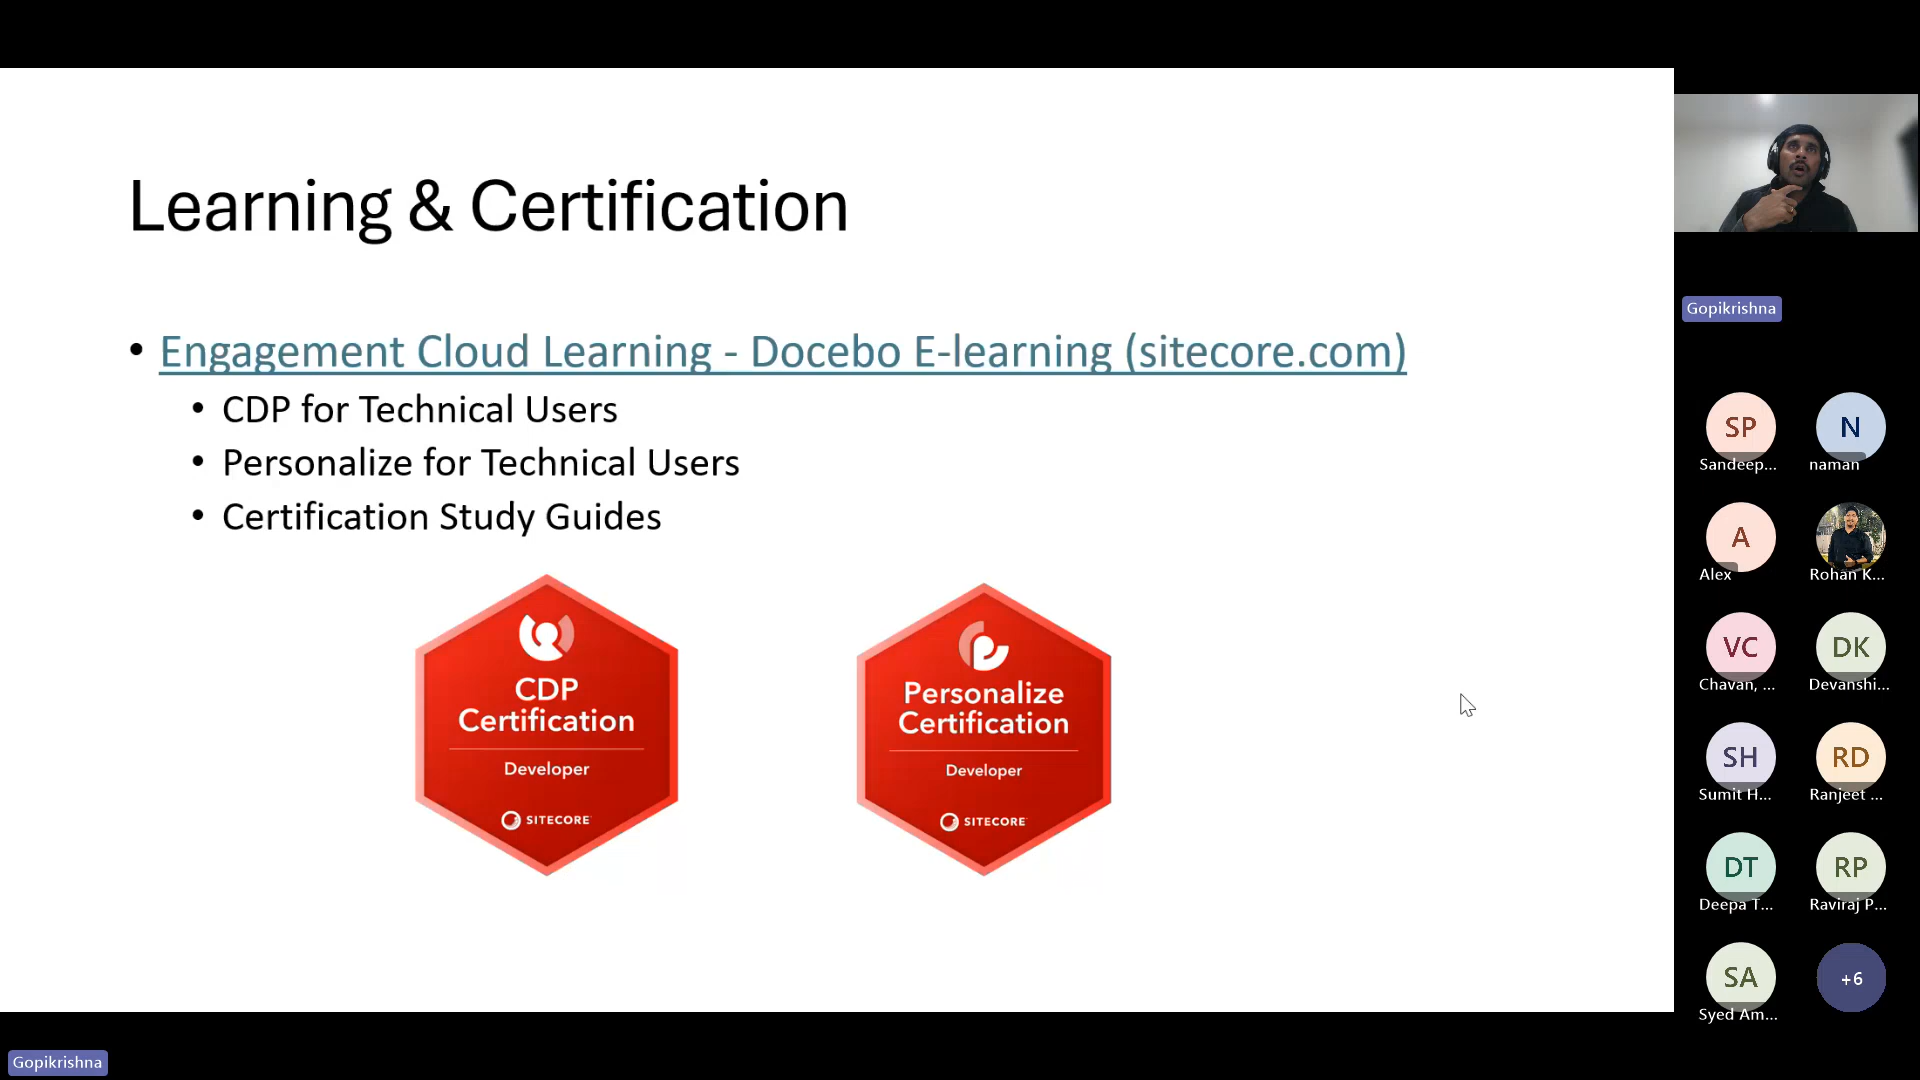 Learning & Certification
• Engagement Cloud Learning - Docebo E-learning (sitecore.com)
• CDP for Technical Users
• Personalize for Technical Users
• Certification Study Guides
CDP
Certification
Developer
SITECORE
Personalize
Certification
Developer
SITECORE
Gopikrishna
SP
Sandeep...
N
naman
A
Alex
Rohan K...
VC
Chavan, ...
DK
Devanshi...
SH
Sumit H...
RD
Ranjeet ...
DT
Deepa T...
RP
Raviraj P...
SA
Syed Am...
+6
Gopikrishna